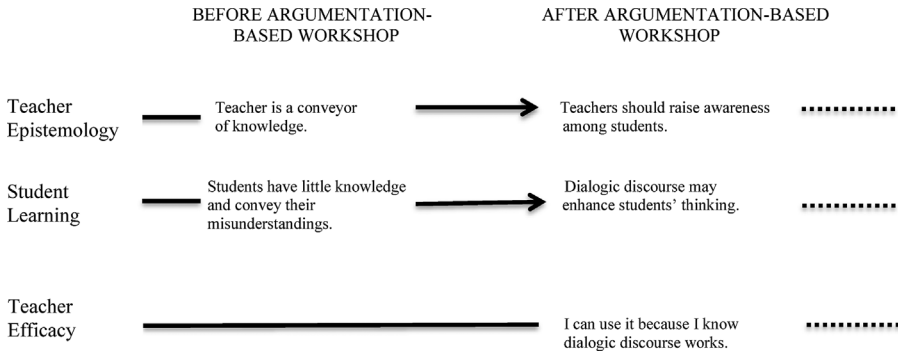 BEFORE ARGUMENTATION-
BASED WORKSHOP
AFTER ARGUMENTATION-BASED
WORKSHOP
Teacher
Epistemology
Teacher is a conveyor
of knowledge.
Teachers should raise awareness
among students.
Student
Learning
Students have little knowledge
and convey their
misunderstandings.
Dialogic discourse may
enhance students’ thinking.
Teacher
Efficacy
I can use it because I know
dialogic discourse works.